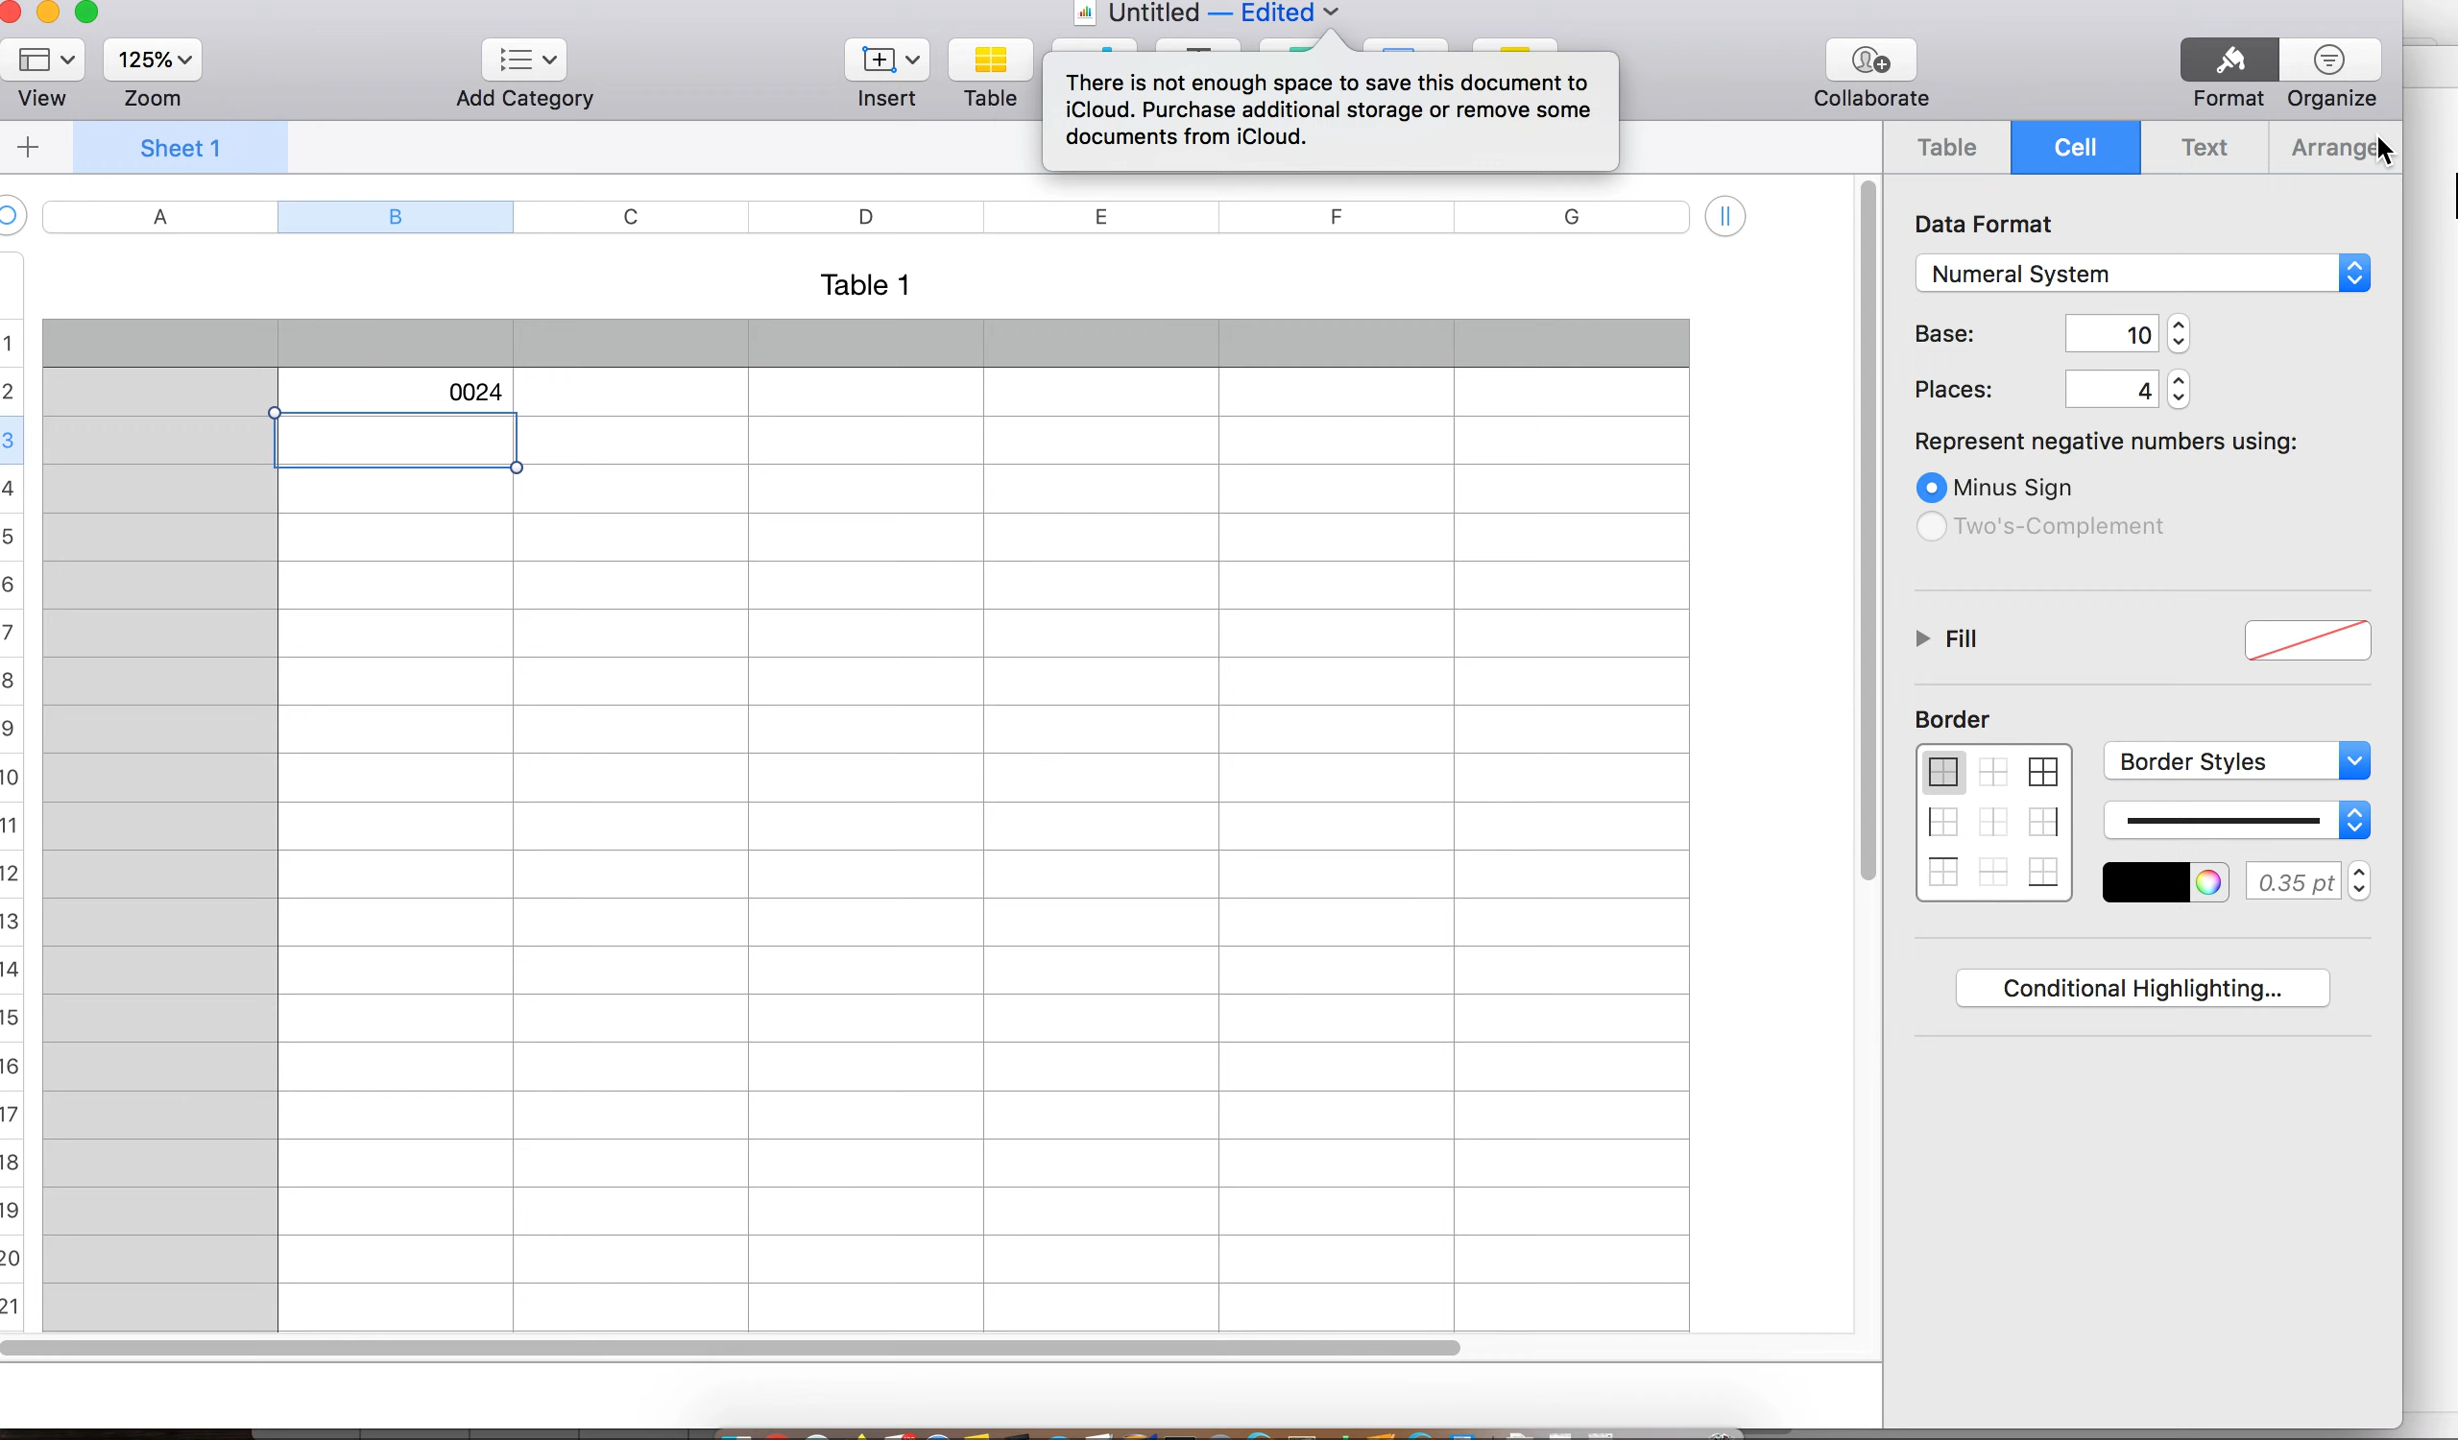 Untitled — Edited
125%
View
Zoom
Add Category
Insert
Table
There is not enough space to save this document to
iCloud. Purchase additional storage or remove some
documents from iCloud.
Collaborate
Format
Organize
Sheet 1
Table
Cell
Text
Arrange
A
B
C
D
E
F
G
Table 1
1
2
0024
3
4
5
6
7
8
9
10
11
12
13
14
15
16
17
18
19
20
21
Data Format
Numeral System
Base:
10
Places:
4
Represent negative numbers using:
Minus Sign
Two's-Complement
Fill
Border
Border Styles
0.35 pt
Conditional Highlighting...